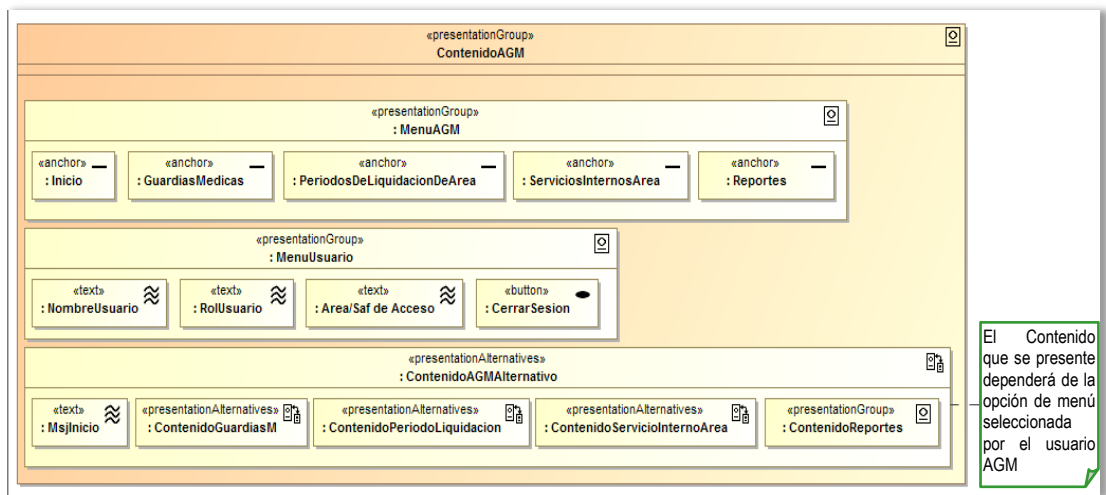 «presentationGroup»
ContenidoAGM
«presentationGroup»
: MenuAGM
«anchor»
: Inicio
«anchor»
: GuardiasMedicas
«anchor»
: PeriodosDeLiquidacionDeArea
«anchor»
: ServiciosInternosArea
«anchor»
: Reportes
«presentationGroup»
: MenuUsuario
«text»
: NombreUsuario
«text»
: RolUsuario
«text»
: Area/Saf de Acceso
«button»
: CerrarSesion
«presentationAlternatives»
: ContenidoAGMAlternativo
«text»
: MsjInicio
«presentationAlternatives»
: ContenidoGuardiasM
«presentationAlternatives»
: ContenidoPeriodoLiquidacion
«presentationAlternatives»
: ContenidoServicioInternoArea
«presentationGroup»
: ContenidoReportes
El Contenido
que se presente
dependerá de la
opción de menú
seleccionada
por el usuario
AGM